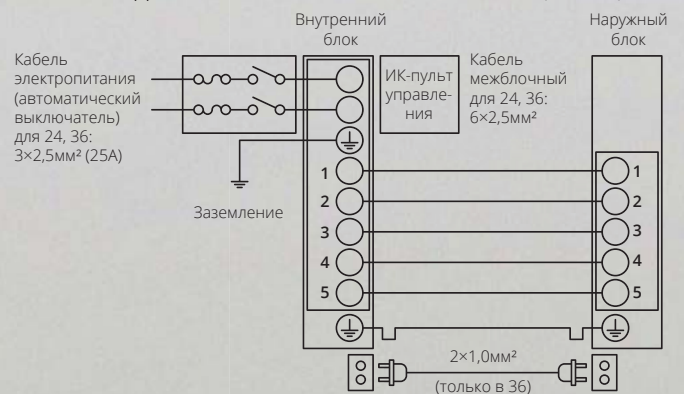 Внутренний
блок
Наружный
блок
Кабель
электропитания
(автоматический
выключатель)
для 24, 36:
3×2,5мм² (25А)
ИК-пульт
управле-
ния
Кабель
межблочный
для 24, 36:
6×2,5мм²
Заземление
1
2
3
4
5
1
2
3
4
5
2×1,0мм²
(только в 36)